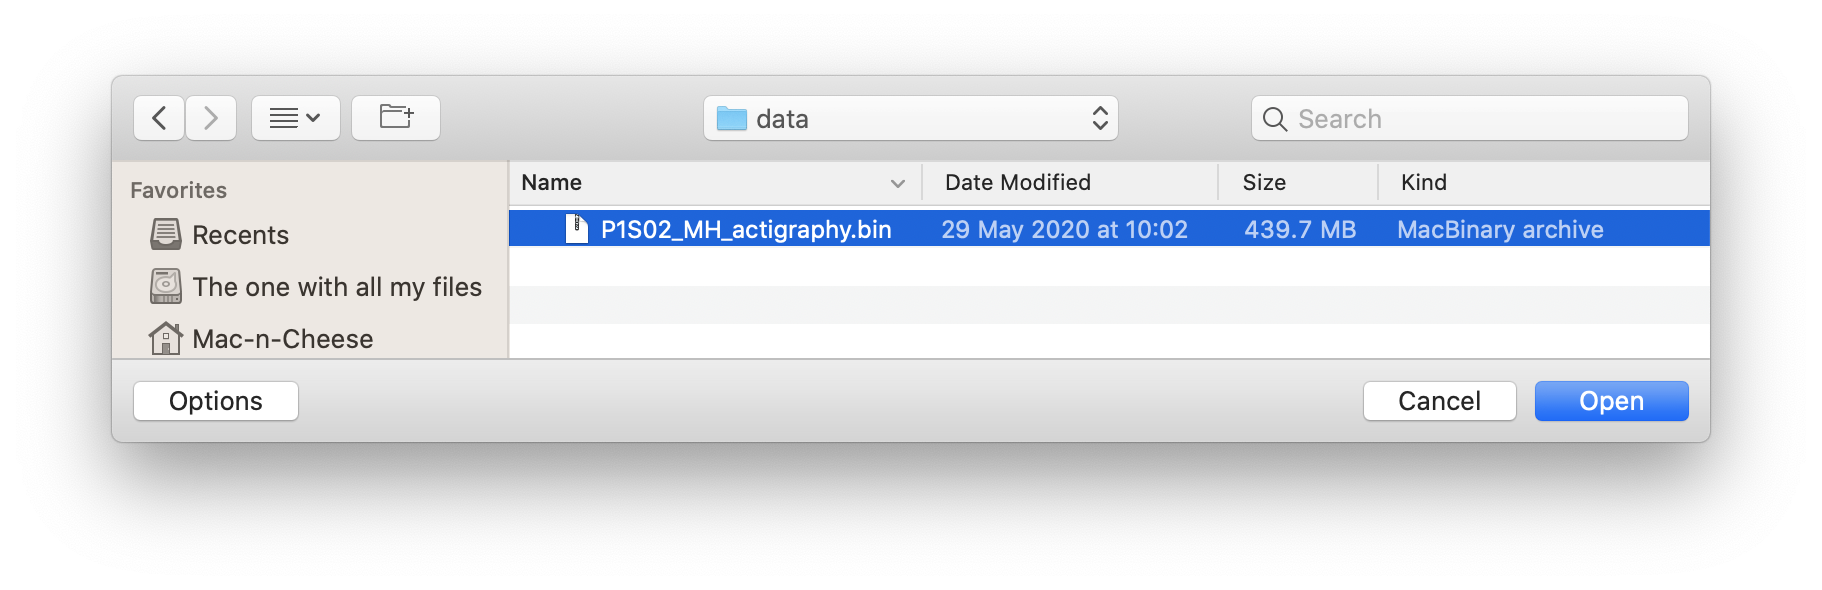 data
Search
Favorites
Recents
The one with all my files
Mac-n-Cheese
Name Date Modified Size Kind
P1S02_MH_actigraphy.bin 29 May 2020 at 10:02 439.7 MB MacBinary archive
Options Cancel Open